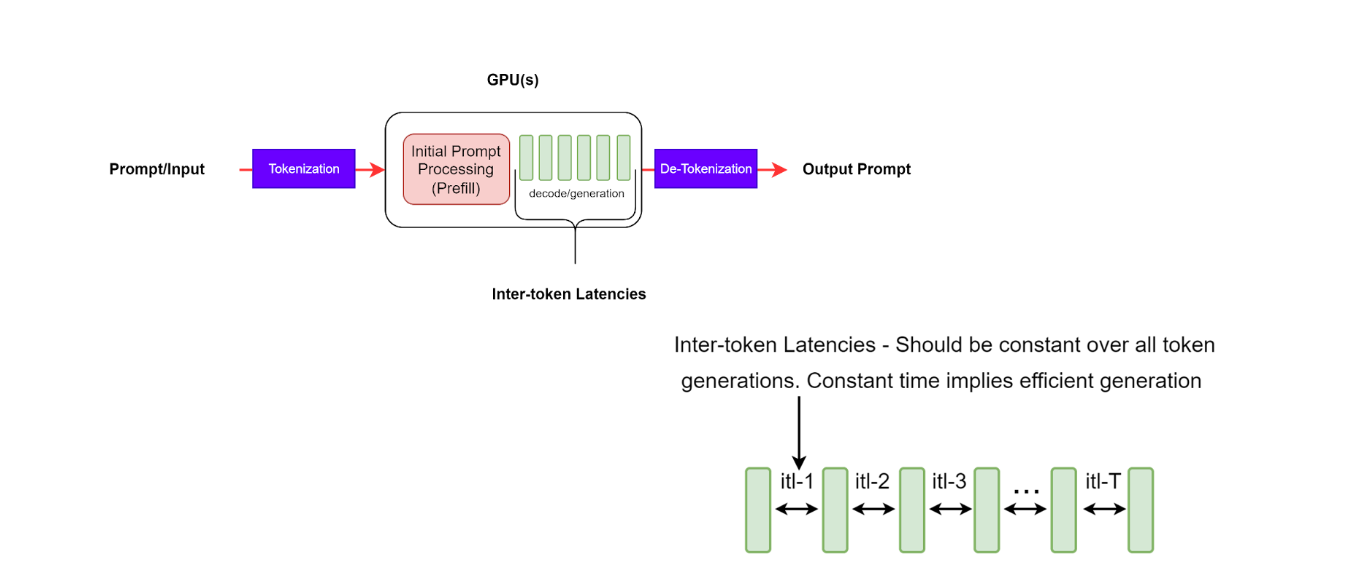 GPU(s)
Prompt/Input
Tokenization
Initial Prompt
Processing
(Prefill)
decode/generation
De-Tokenization
Output Prompt
Inter-token Latencies
Inter-token Latencies - Should be constant over all token
generations. Constant time implies efficient generation
itl-1
itl-2
itl-3
...
itl-T